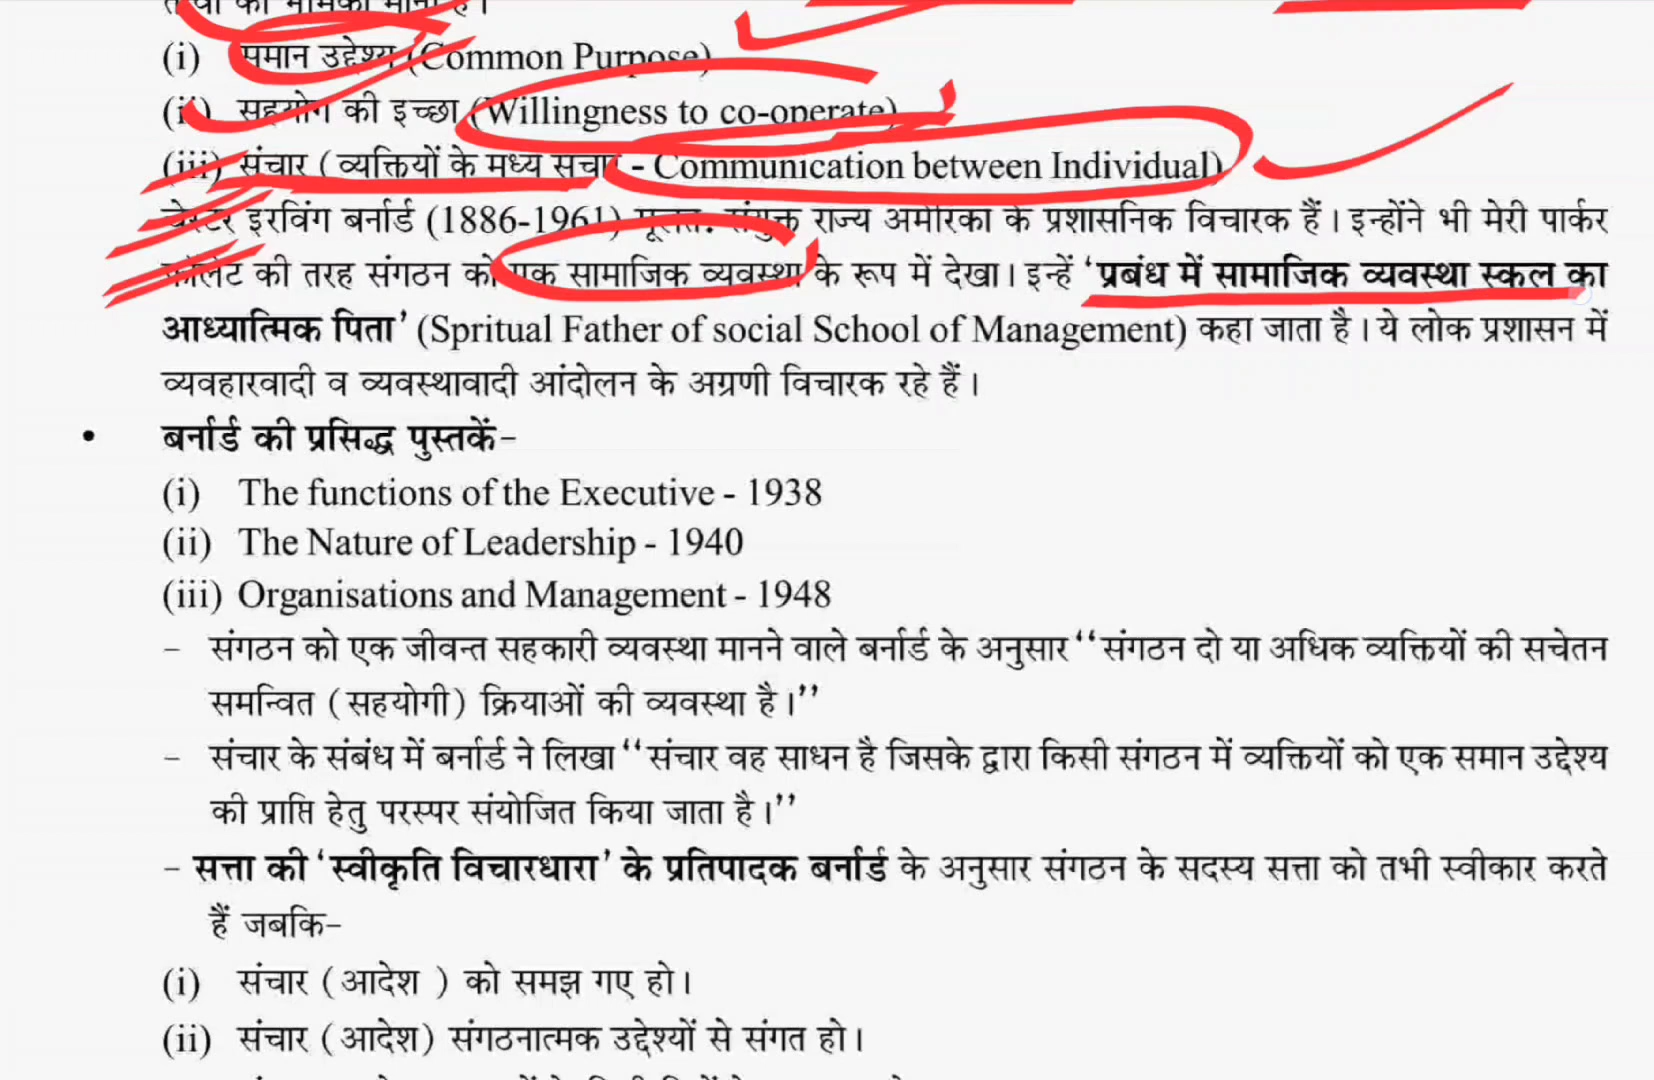 (i) समान उद्देश्य (Common Purpose)
(ii) सहयोग की इच्छा (Willingness to co-operate)
(iii) संचार (व्यक्तियों के मध्य संचार - Communication between Individual)
चेस्टर इरविंग बर्नार्ड (1886-1961) मूलतः संयुक्त राज्य अमेरिका के प्रशासनिक विचारक हैं। इन्होंने भी मेरी पार्कर
फॉलेट की तरह संगठन को एक सामाजिक व्यवस्था के रूप में देखा। इन्हें ‘प्रबंध में सामाजिक व्यवस्था स्कूल का
आध्यात्मिक पिता’ (Spritual Father of social School of Management) कहा जाता है। ये लोक प्रशासन में
व्यवहारवादी व व्यवस्थावादी आंदोलन के अग्रणी विचारक रहे हैं।
• बर्नार्ड की प्रसिद्ध पुस्तकें-
(i) The functions of the Executive - 1938
(ii) The Nature of Leadership - 1940
(iii) Organisations and Management - 1948
- संगठन को एक जीवन्त सहकारी व्यवस्था मानने वाले बर्नार्ड के अनुसार ‘‘संगठन दो या अधिक व्यक्तियों की सचेतन
समन्वित (सहयोगी) क्रियाओं की व्यवस्था है।’’
- संचार के संबंध में बर्नार्ड ने लिखा ‘‘संचार वह साधन है जिसके द्वारा किसी संगठन में व्यक्तियों को एक समान उद्देश्य
की प्राप्ति हेतु परस्पर संयोजित किया जाता है।’’
- सत्ता की ‘स्वीकृति विचारधारा’ के प्रतिपादक बर्नार्ड के अनुसार संगठन के सदस्य सत्ता को तभी स्वीकार करते
हैं जबकि-
(i) संचार (आदेश ) को समझ गए हो।
(ii) संचार (आदेश) संगठनात्मक उद्देश्यों से संगत हो।